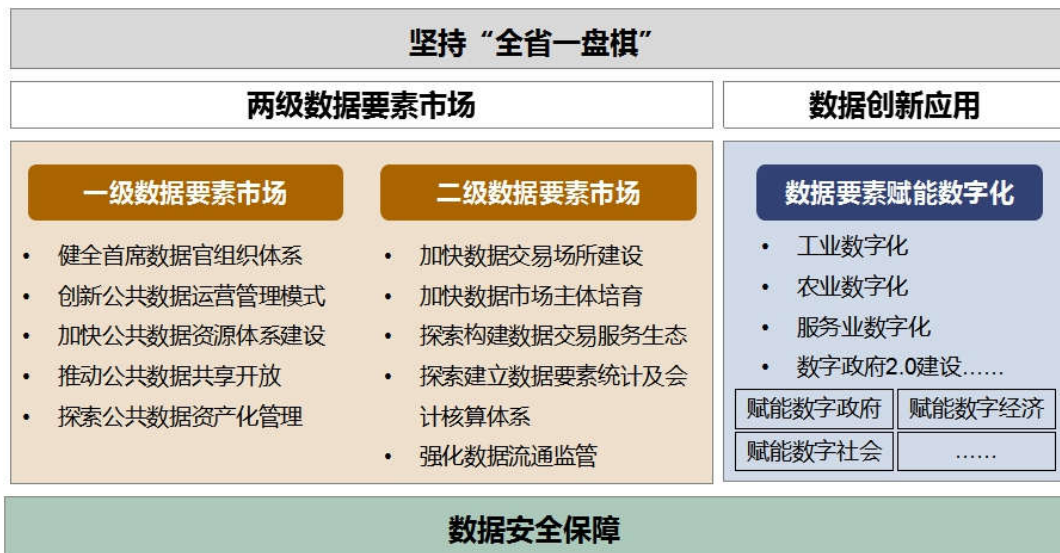 坚持“全省一盘棋”
两级数据要素市场
数据创新应用
一级数据要素市场
健全首席数据官组织体系
创新公共数据运营管理模式
加快公共数据资源体系建设
推动公共数据共享开放
探索公共数据资产化管理
二级数据要素市场
加快数据交易场所建设
加快数据市场主体培育
探索构建数据交易服务生态
探索建立数据要素统计及会
计核算体系
强化数据流通监管
数据要素赋能数字化
工业数字化
农业数字化
服务业数字化
数字政府2.0建设……
赋能数字政府
赋能数字经济
赋能数字社会
……
数据安全保障